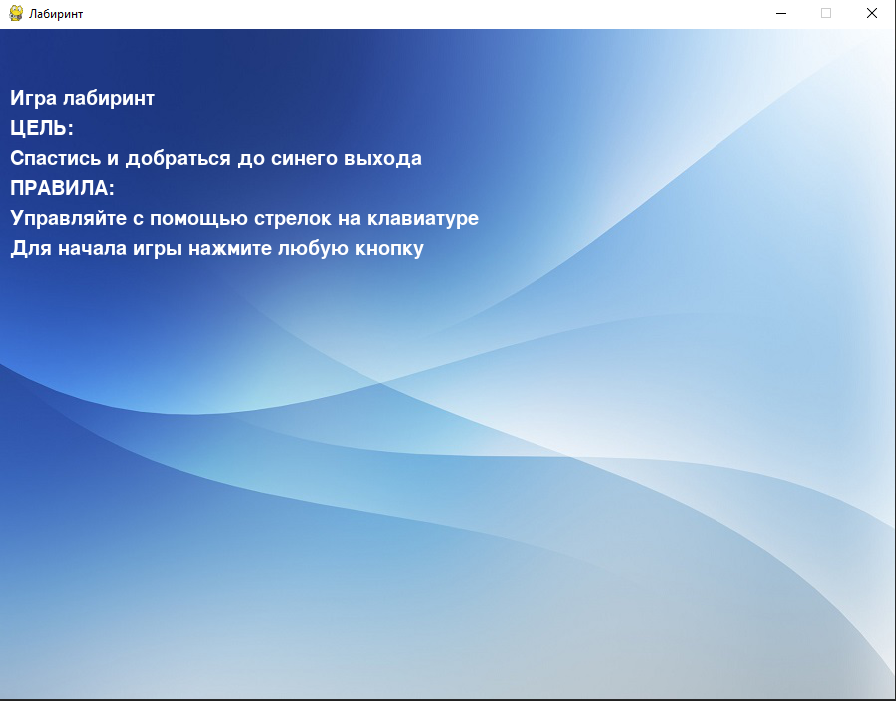 Лабиринт
Игра лабиринт
ЦЕЛЬ:
Спастись и добраться до синего выхода
ПРАВИЛА:
Управляйте с помощью стрелок на клавиатуре
Для начала игры нажмите любую кнопку